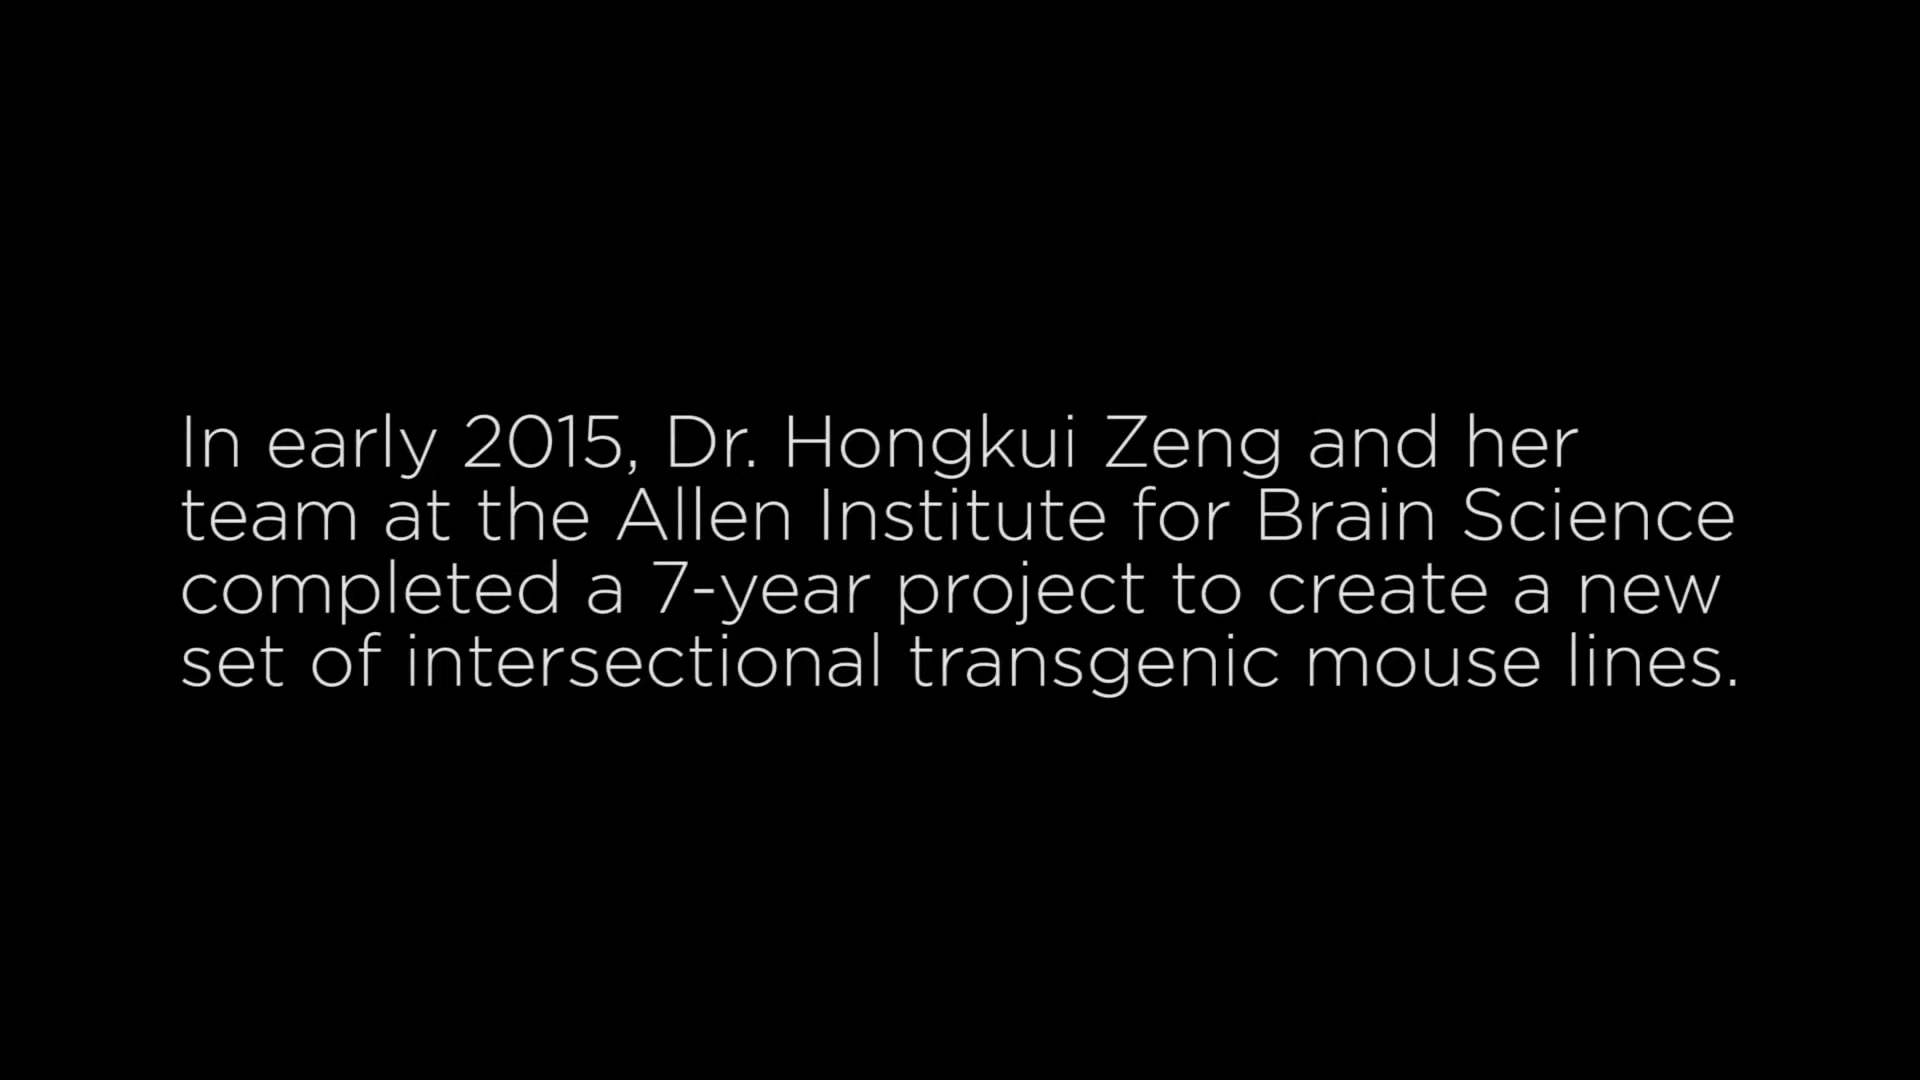 In early 2015, Dr. Hongkui Zeng and her
team at the Allen Institute for Brain Science
completed a 7-year project to create a new
set of intersectional transgenic mouse lines.